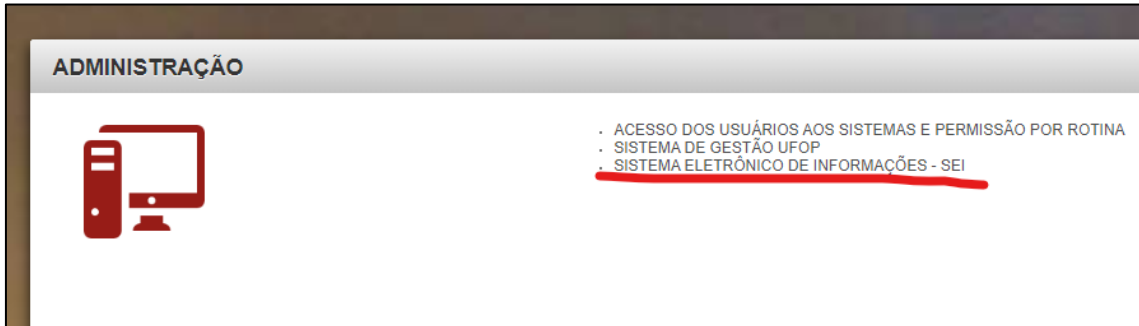 ADMINISTRAÇÃO
. ACESSO DOS USUÁRIOS AOS SISTEMAS E PERMISSÃO POR ROTINA
. SISTEMA DE GESTÃO UFOP
. SISTEMA ELETRÔNICO DE INFORMAÇÕES - SEI